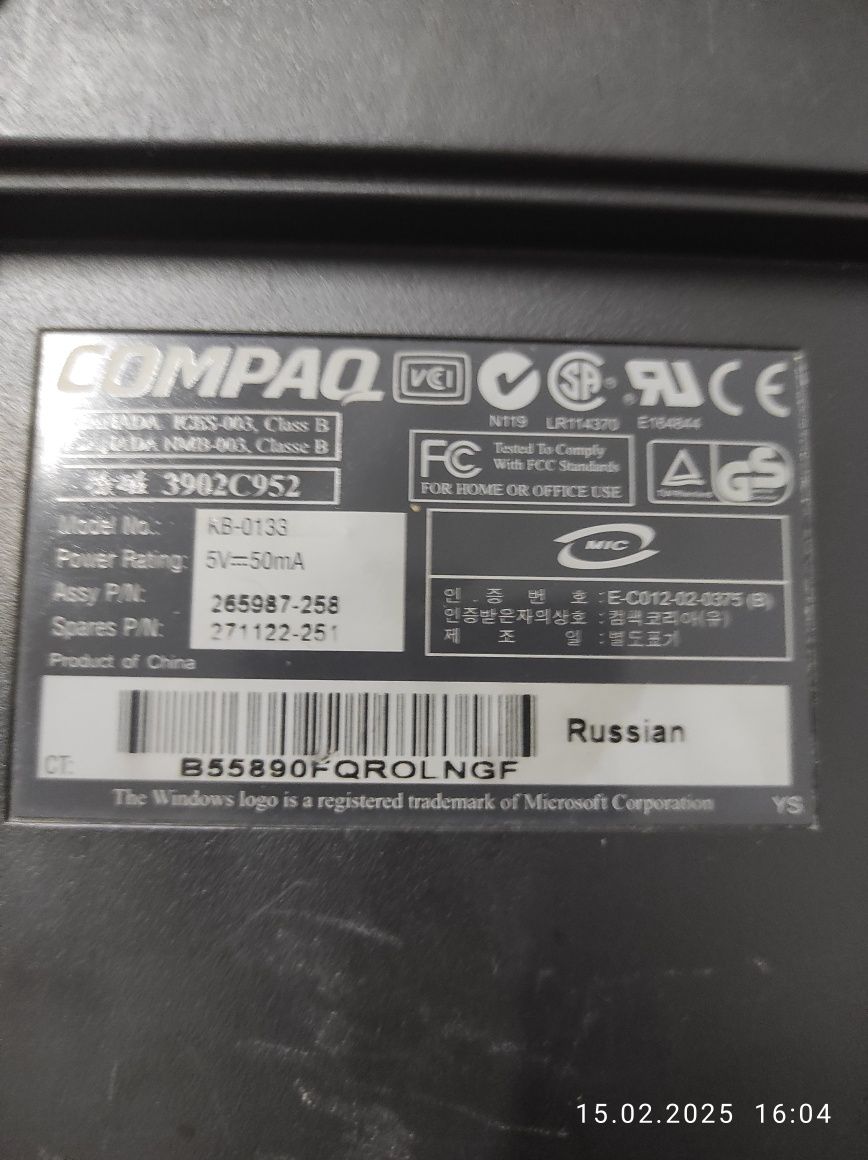 COMPAQ VCI SA UR CE
N119 LR114370 E164844
CANADA ICES-003, Class B
CANADA NMB-003, Classe B
FC Tested To Comply
With FCC Standards
FOR HOME OR OFFICE USE
GS
3902C952
Model No.: KB-0133
Power Rating: 5V⎓50mA
Assy P/N: 265987-258
Spares P/N: 271122-251
Product of China
MIC
인 증 번 호 : E-C012-02-0375 (B)
인증받은자의상호 : 컴팩코리아(유)
제 조 일 : 별도표기
CT: B55890FQROLNGF
Russian
The Windows logo is a registered trademark of Microsoft Corporation YS
15.02.2025 16:04